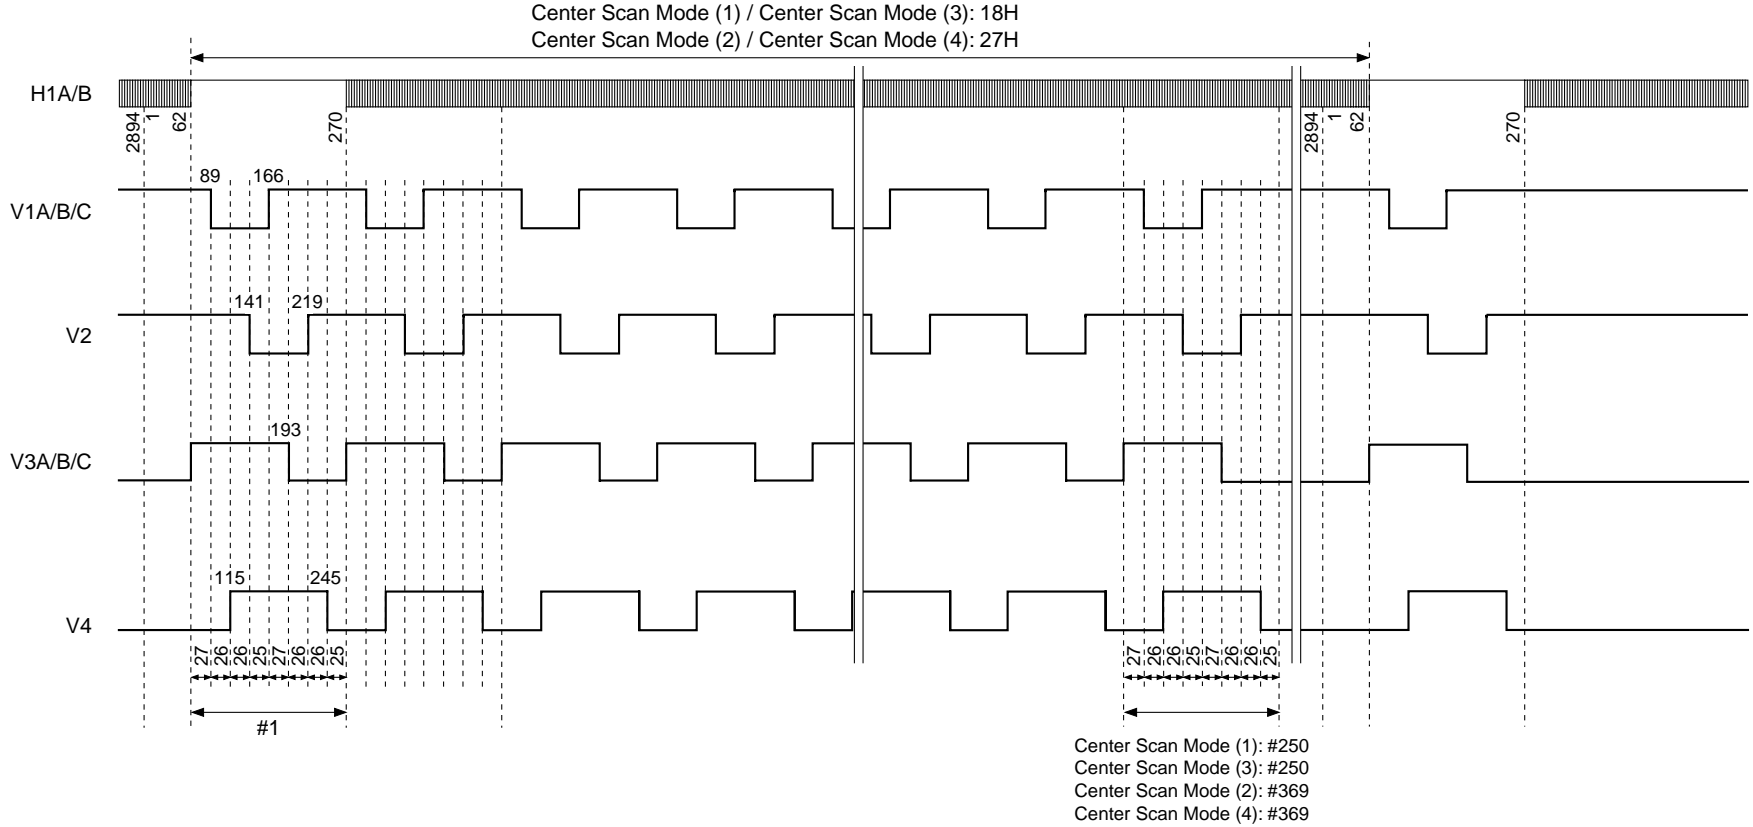 Center Scan Mode (1) / Center Scan Mode (3): 18H
Center Scan Mode (2) / Center Scan Mode (4): 27H
H1A/B
2894
1
62
270
2894
1
62
270
V1A/B/C
89
166
V2
141
219
V3A/B/C
193
V4
115
245
27
26
26
25
27
26
26
25
27
26
26
25
27
26
26
25
#1
Center Scan Mode (1): #250
Center Scan Mode (3): #250
Center Scan Mode (2): #369
Center Scan Mode (4): #369